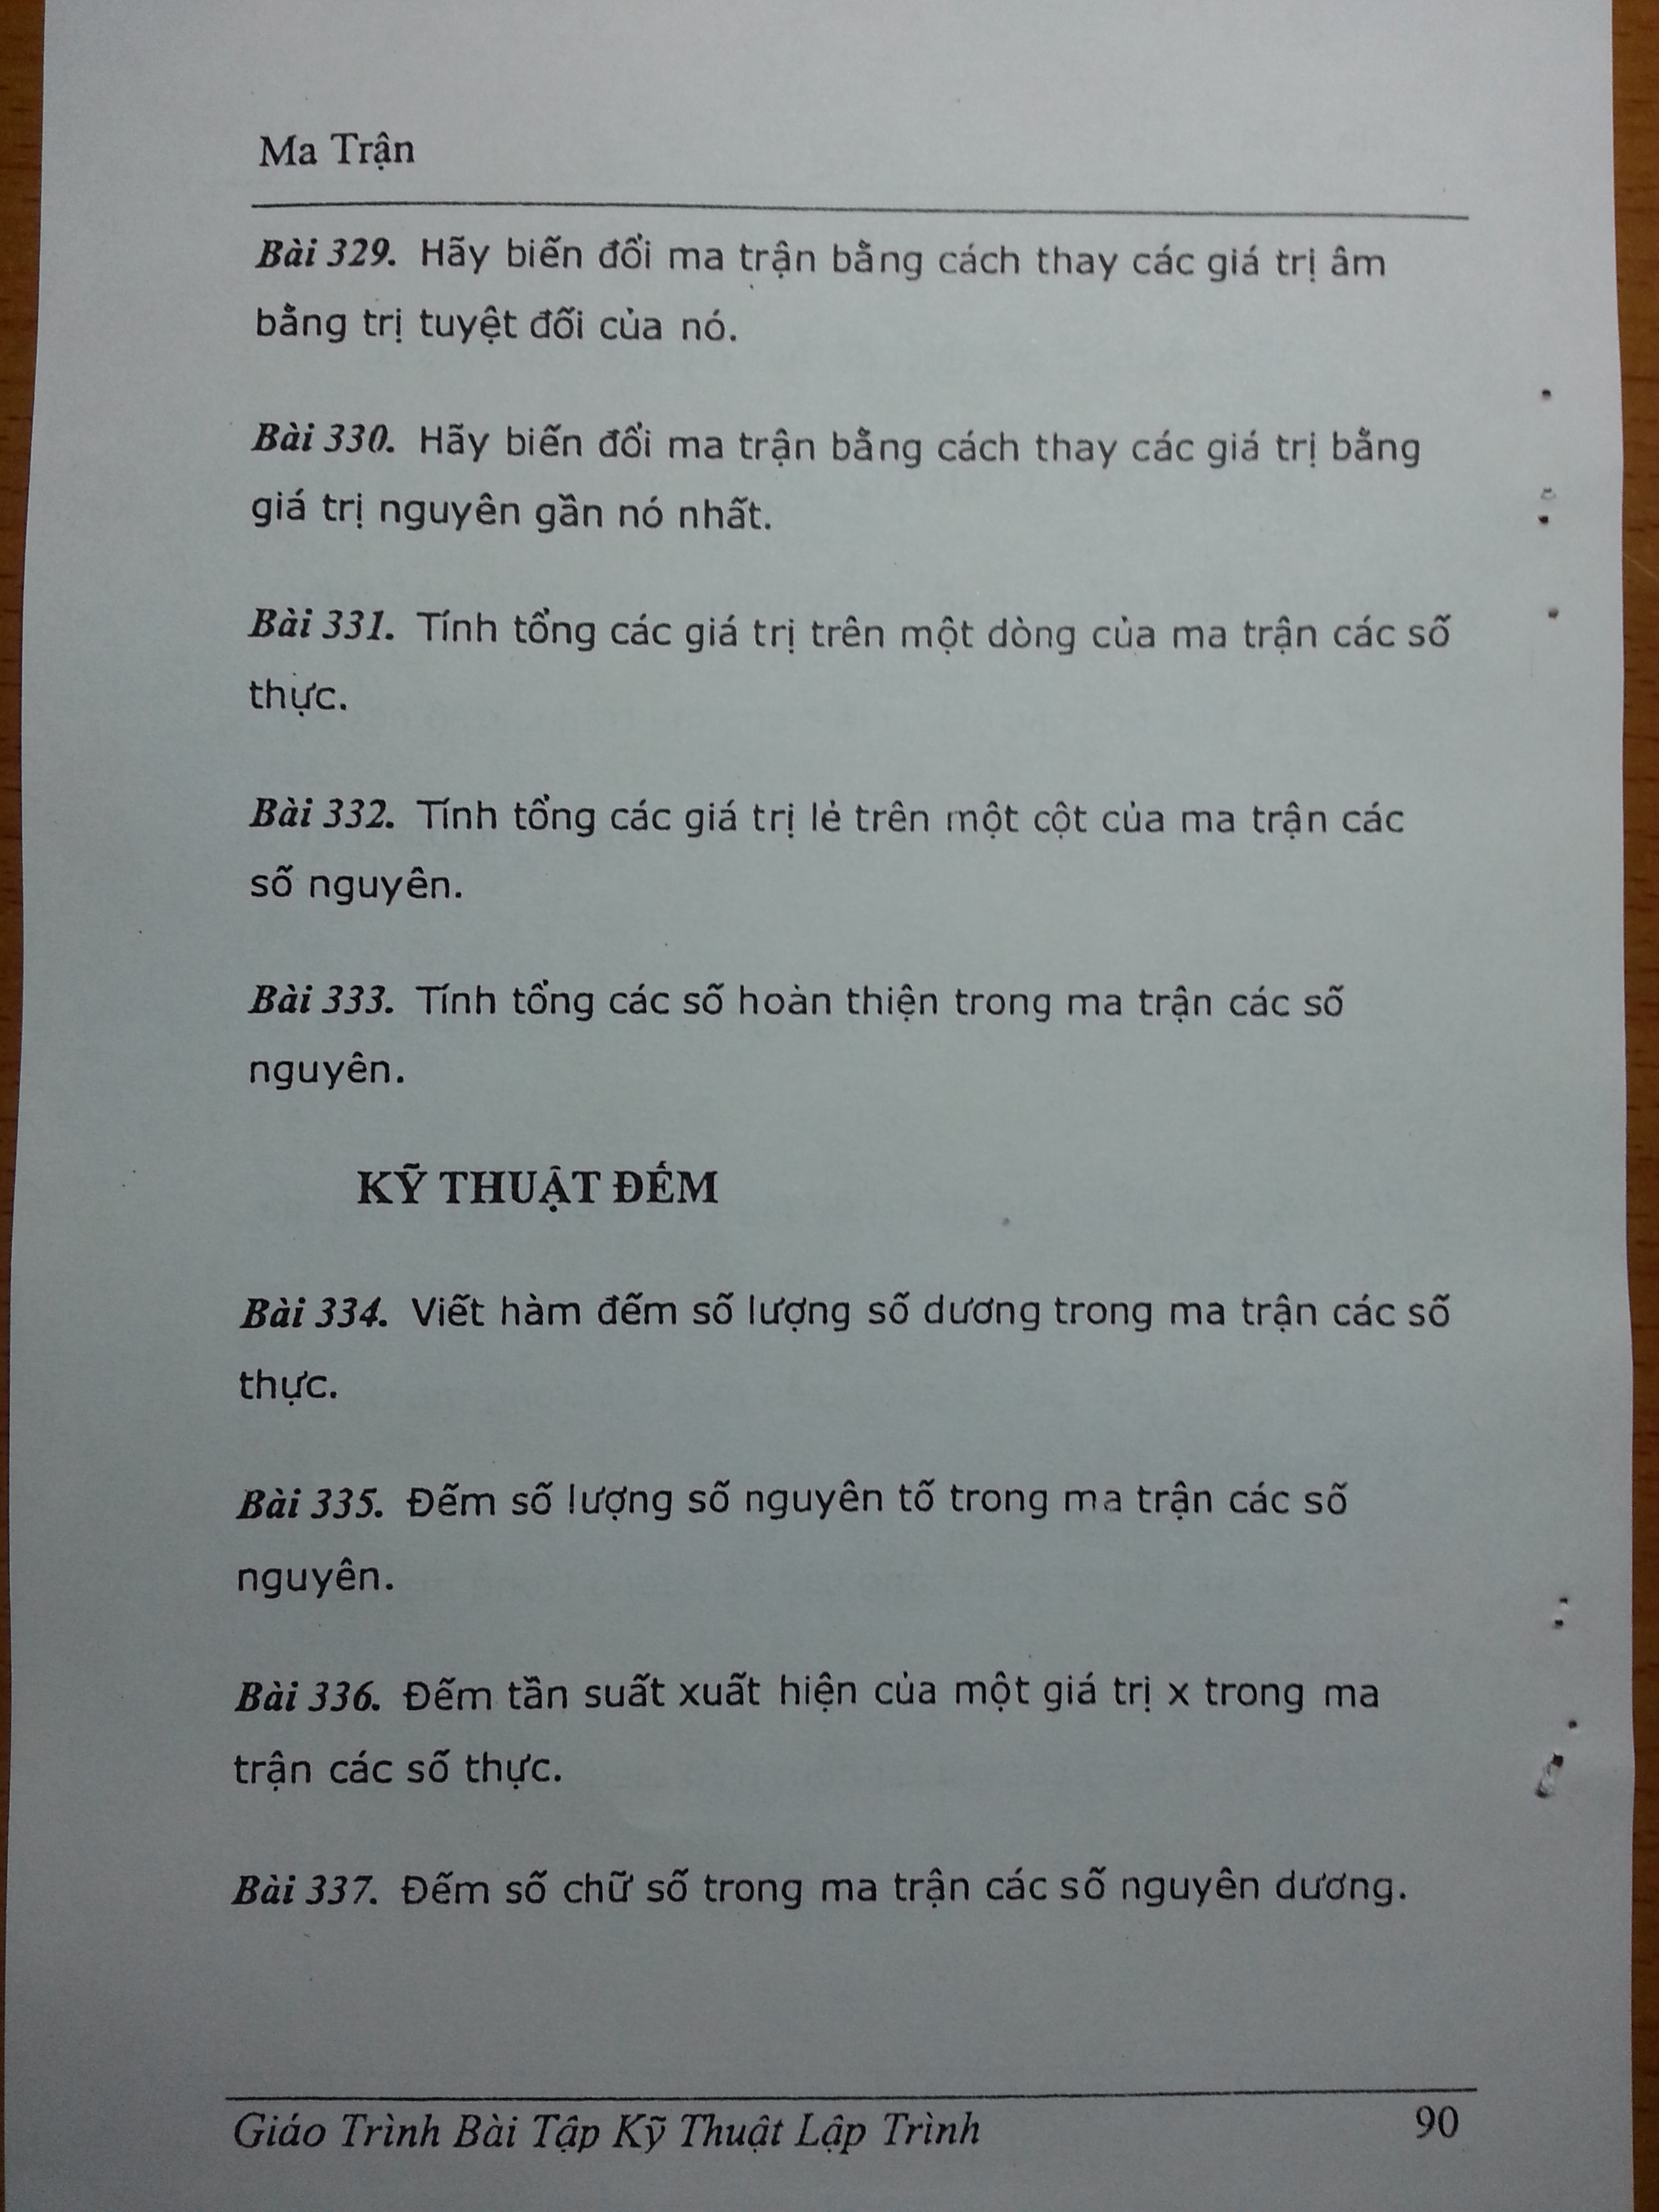 Ma Trận
Bài 329. Hãy biến đổi ma trận bằng cách thay các giá trị âm
bằng trị tuyệt đối của nó.
Bài 330. Hãy biến đổi ma trận bằng cách thay các giá trị bằng
giá trị nguyên gần nó nhất.
Bài 331. Tính tổng các giá trị trên một dòng của ma trận các số
thực.
Bài 332. Tính tổng các giá trị lẻ trên một cột của ma trận các
số nguyên.
Bài 333. Tính tổng các số hoàn thiện trong ma trận các số
nguyên.
KỸ THUẬT ĐẾM
Bài 334. Viết hàm đếm số lượng số dương trong ma trận các số
thực.
Bài 335. Đếm số lượng số nguyên tố trong ma trận các số
nguyên.
Bài 336. Đếm tần suất xuất hiện của một giá trị x trong ma
trận các số thực.
Bài 337. Đếm số chữ số trong ma trận các số nguyên dương.
Giáo Trình Bài Tập Kỹ Thuật Lập Trình 90